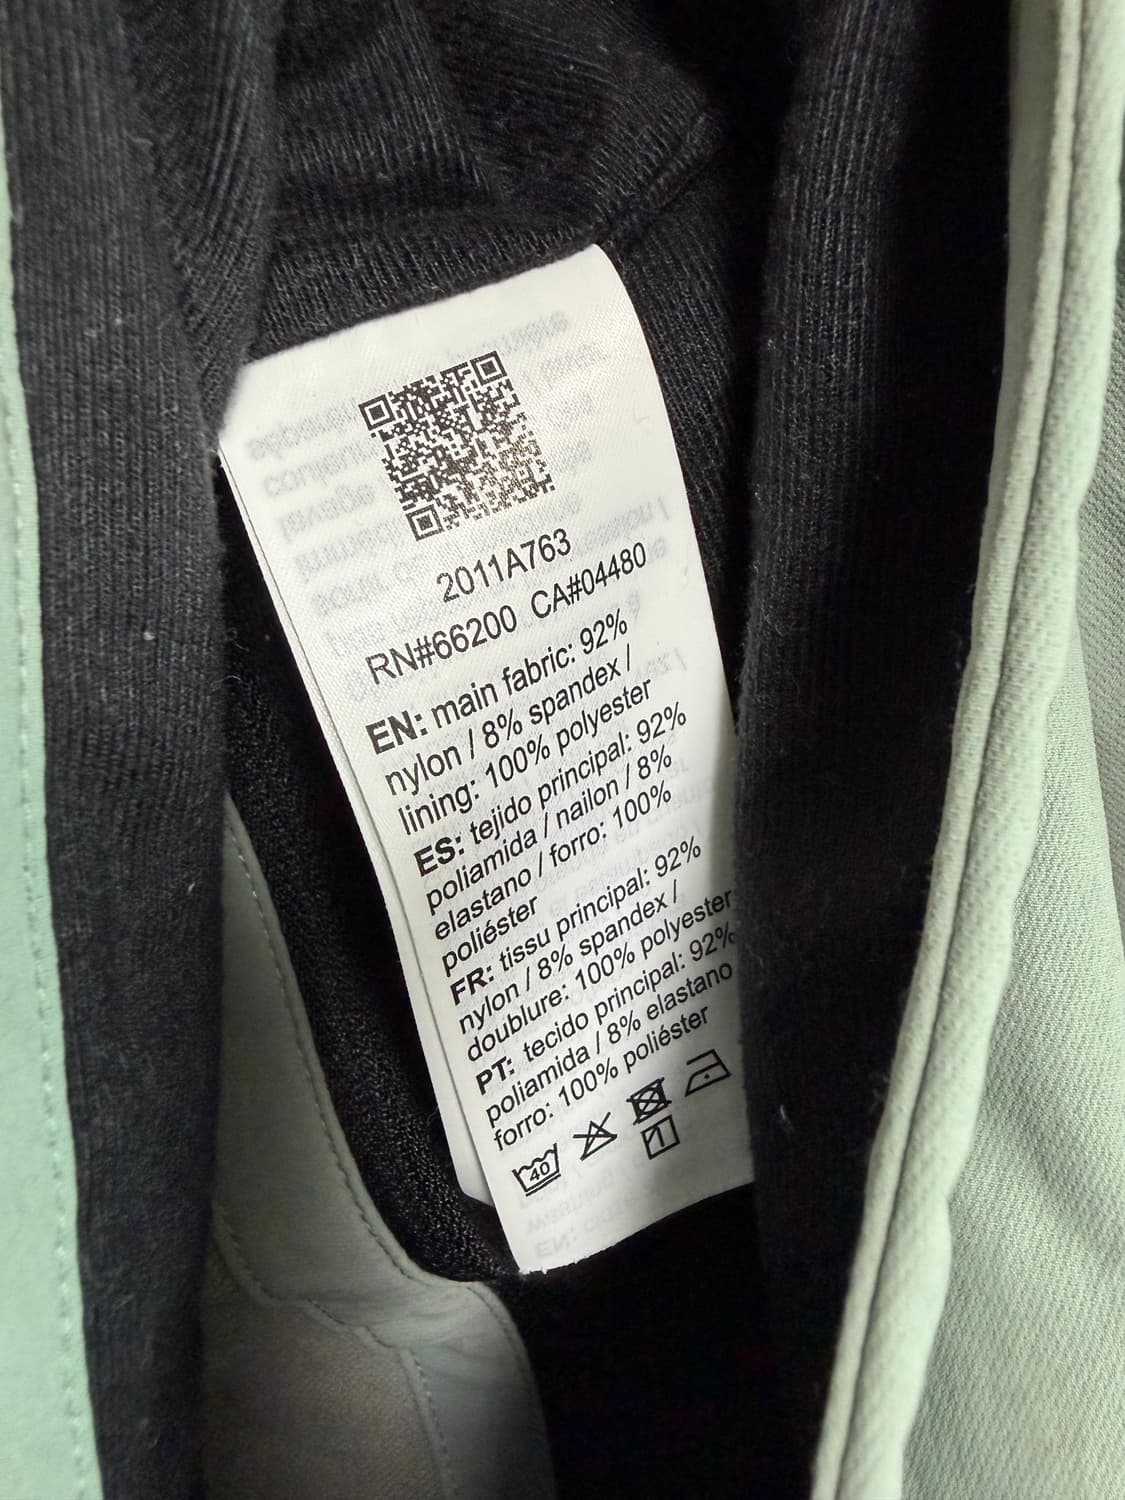 2011A763
RN#66200 CA#04480
EN: main fabric: 92%
nylon / 8% spandex /
lining: 100% polyester
ES: tejido principal: 92%
poliamida / nailon / 8%
elastano / forro: 100%
poliéster
FR: tissu principal: 92%
nylon / 8% spandex /
doublure: 100% polyester
PT: tecido principal: 92%
poliamida / 8% elastano
forro: 100% poliéster
40
1